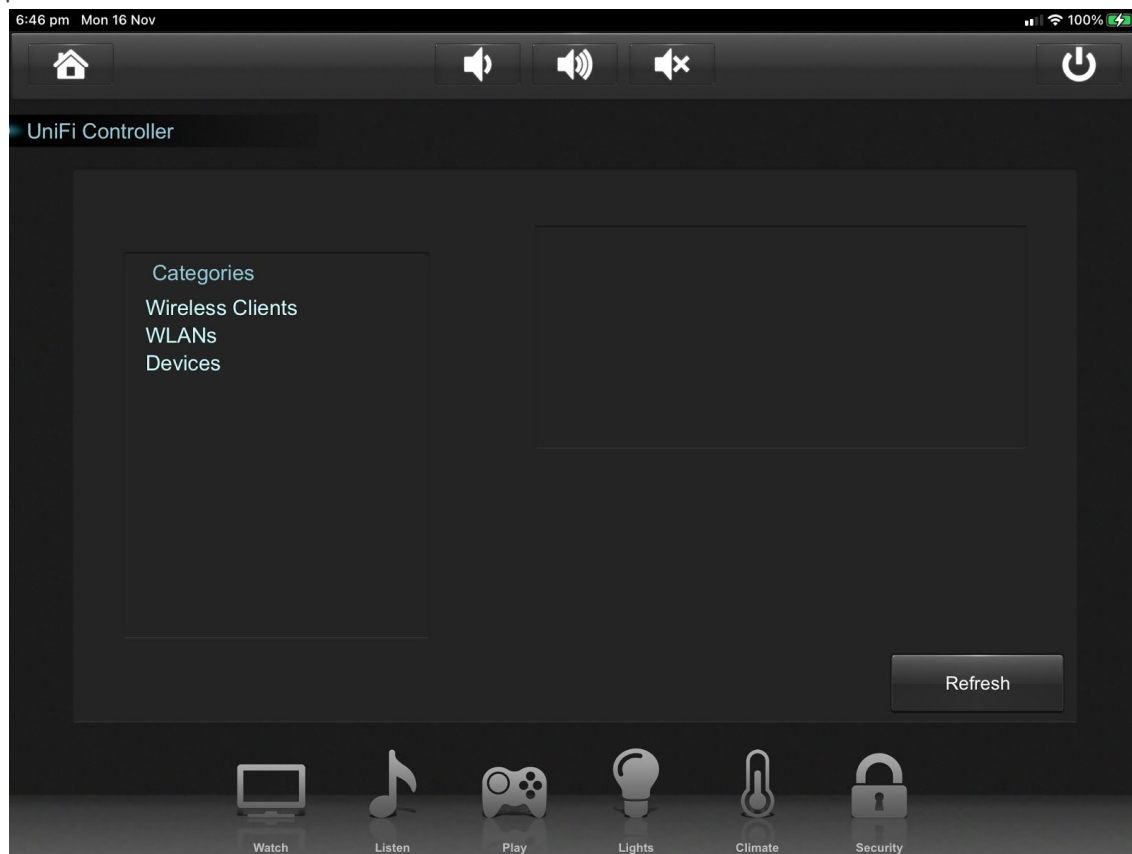 6:46 pm Mon 16 Nov 100%
UniFi Controller
Categories
Wireless Clients
WLANs
Devices
Refresh
Watch Listen Play Lights Climate Security